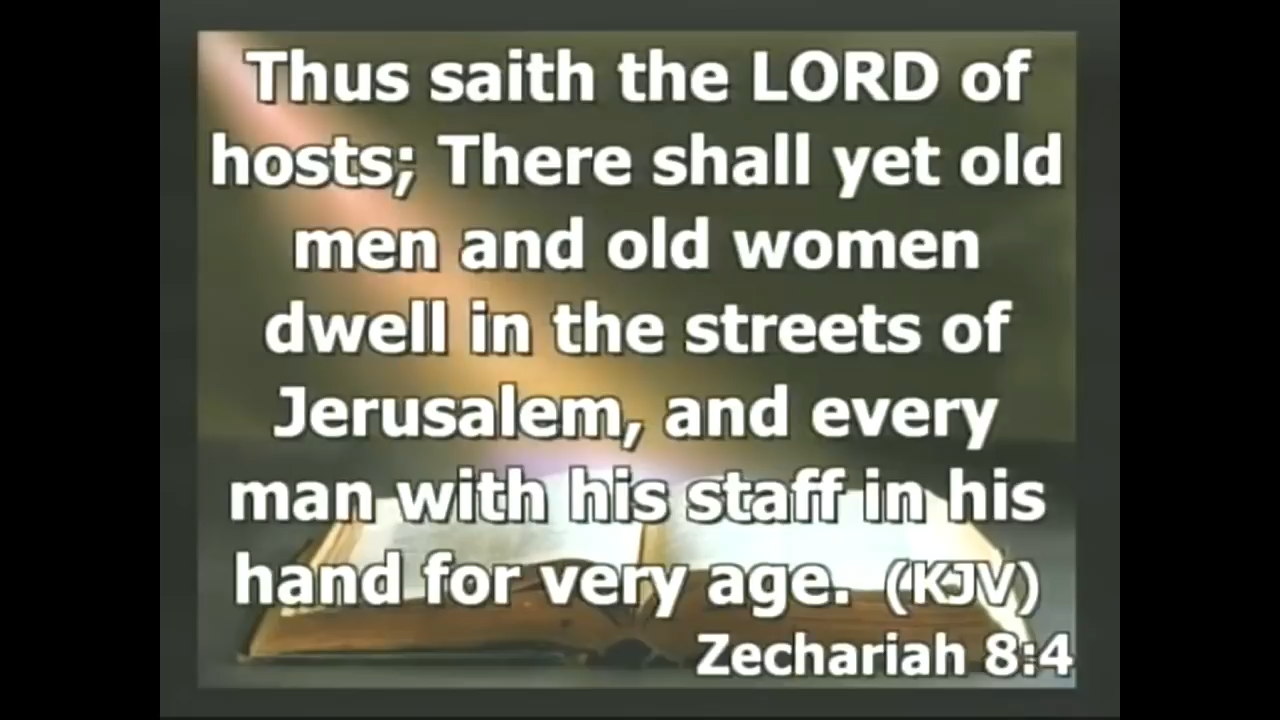 Thus saith the LORD of
hosts; There shall yet old
men and old women
dwell in the streets of
Jerusalem, and every
man with his staff in his
hand for very age. (KJV)
Zechariah 8:4